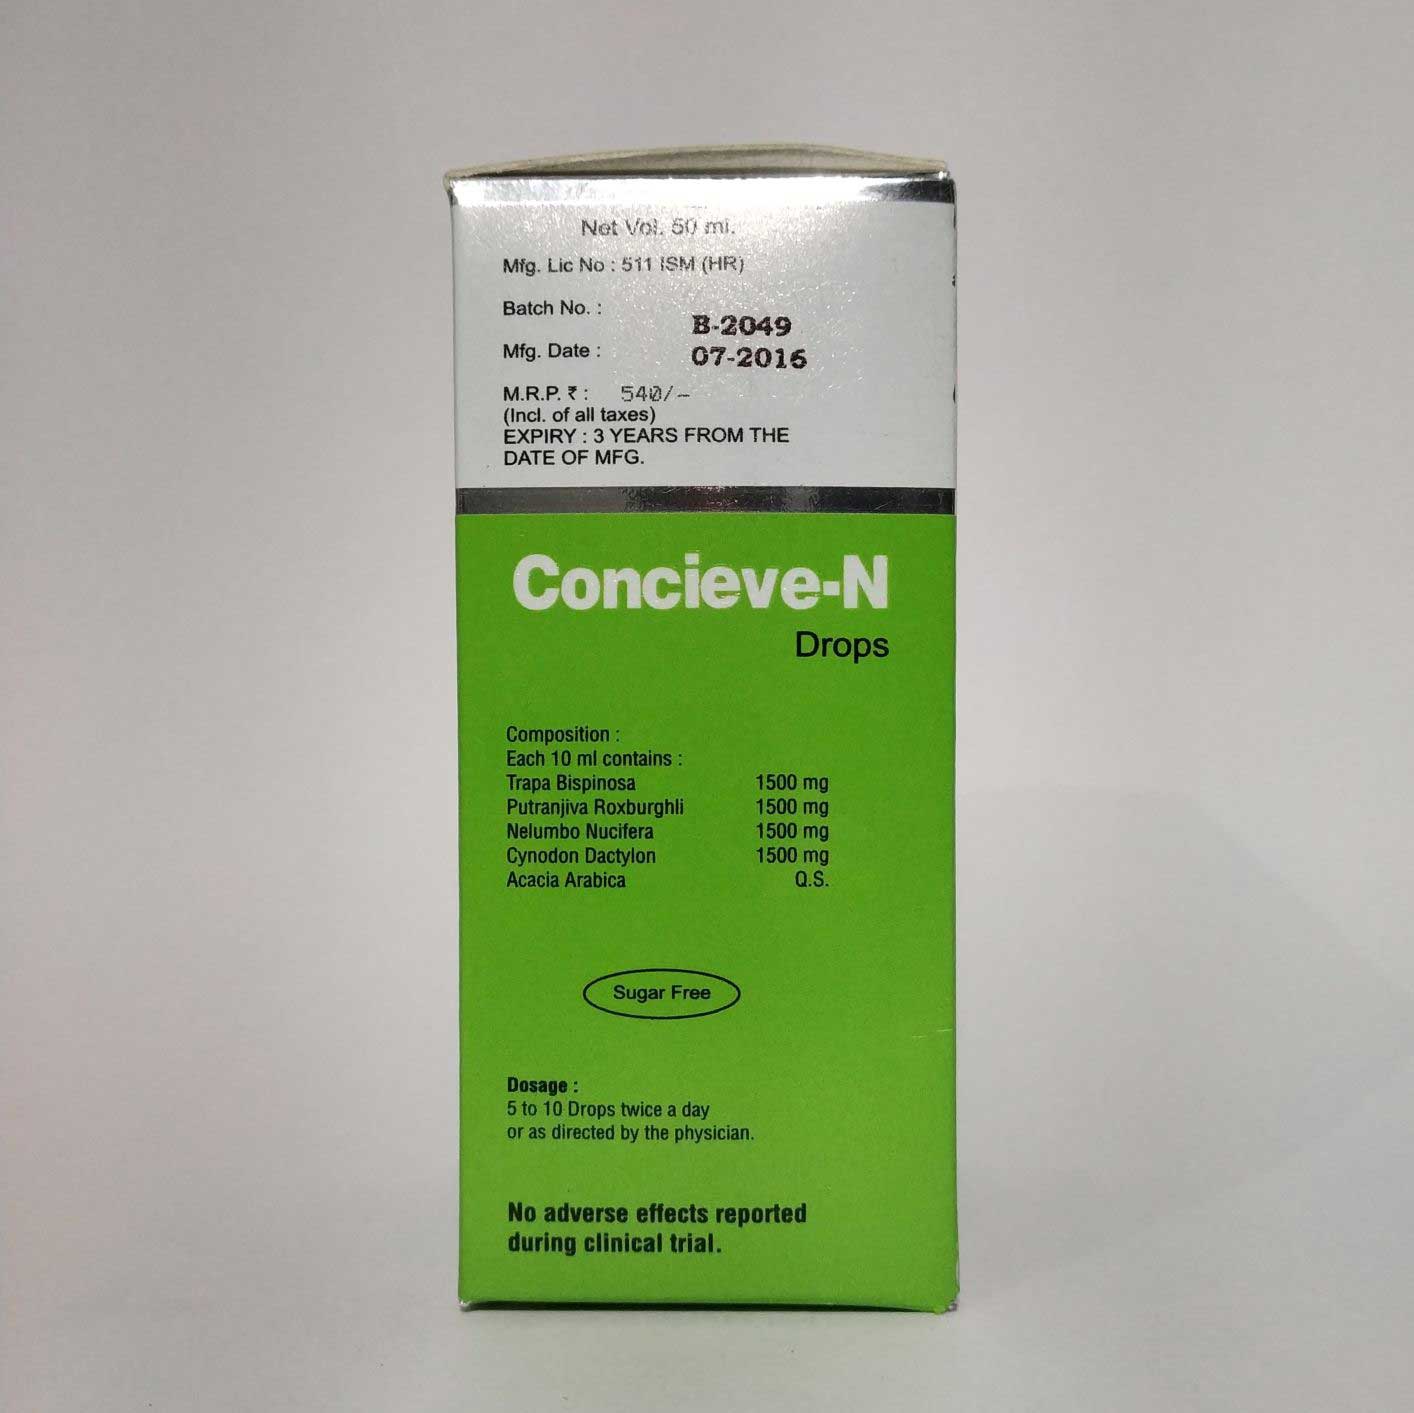 Net Vol. 50 ml.
Mfg. Lic No : 511 ISM (HR)
Batch No. :
B-2049
Mfg. Date :
07-2016
M.R.P. ₹ : 540/-
(Incl. of all taxes)
EXPIRY : 3 YEARS FROM THE
DATE OF MFG.
Concieve-N
Drops
Composition :
Each 10 ml contains :
Trapa Bispinosa 1500 mg
Putranjiva Roxburghli 1500 mg
Nelumbo Nucifera 1500 mg
Cynodon Dactylon 1500 mg
Acacia Arabica Q.S.
Sugar Free
Dosage :
5 to 10 Drops twice a day
or as directed by the physician.
No adverse effects reported
during clinical trial.